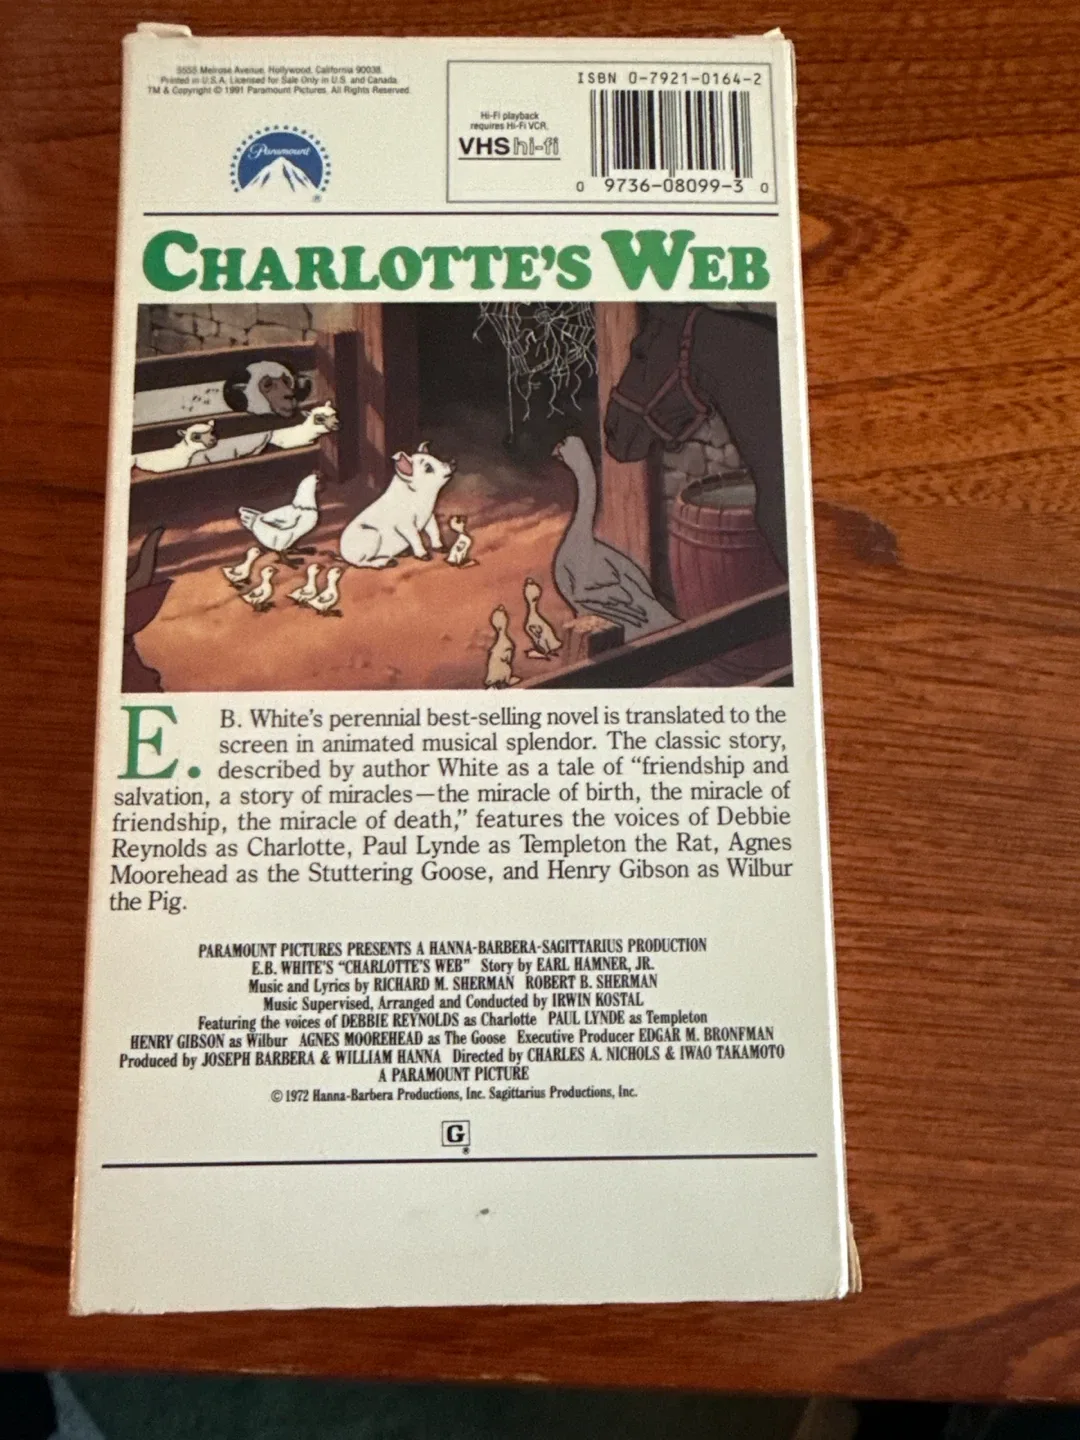 5555 Melrose Avenue, Hollywood, California 90038.
Printed in U.S.A. Licensed for Sale Only in U.S. and Canada.
TM & Copyright © 1991 Paramount Pictures. All Rights Reserved.
Paramount
®
ISBN 0-7921-0164-2
Hi-Fi playback
requires Hi-Fi VCR.
VHS hi-fi
0 9736-08099-3 0
CHARLOTTE'S WEB
E.B. White's perennial best-selling novel is translated to the
screen in animated musical splendor. The classic story,
described by author White as a tale of “friendship and
salvation, a story of miracles—the miracle of birth, the miracle of
friendship, the miracle of death,” features the voices of Debbie
Reynolds as Charlotte, Paul Lynde as Templeton the Rat, Agnes
Moorehead as the Stuttering Goose, and Henry Gibson as Wilbur
the Pig.
PARAMOUNT PICTURES PRESENTS A HANNA-BARBERA-SAGITTARIUS PRODUCTION
E.B. WHITE'S “CHARLOTTE'S WEB” Story by EARL HAMNER, JR.
Music and Lyrics by RICHARD M. SHERMAN ROBERT B. SHERMAN
Music Supervised, Arranged and Conducted by IRWIN KOSTAL
Featuring the voices of DEBBIE REYNOLDS as Charlotte PAUL LYNDE as Templeton
HENRY GIBSON as Wilbur AGNES MOOREHEAD as The Goose Executive Producer EDGAR M. BRONFMAN
Produced by JOSEPH BARBERA & WILLIAM HANNA Directed by CHARLES A. NICHOLS & IWAO TAKAMOTO
A PARAMOUNT PICTURE
© 1972 Hanna-Barbera Productions, Inc. Sagittarius Productions, Inc.
G
®